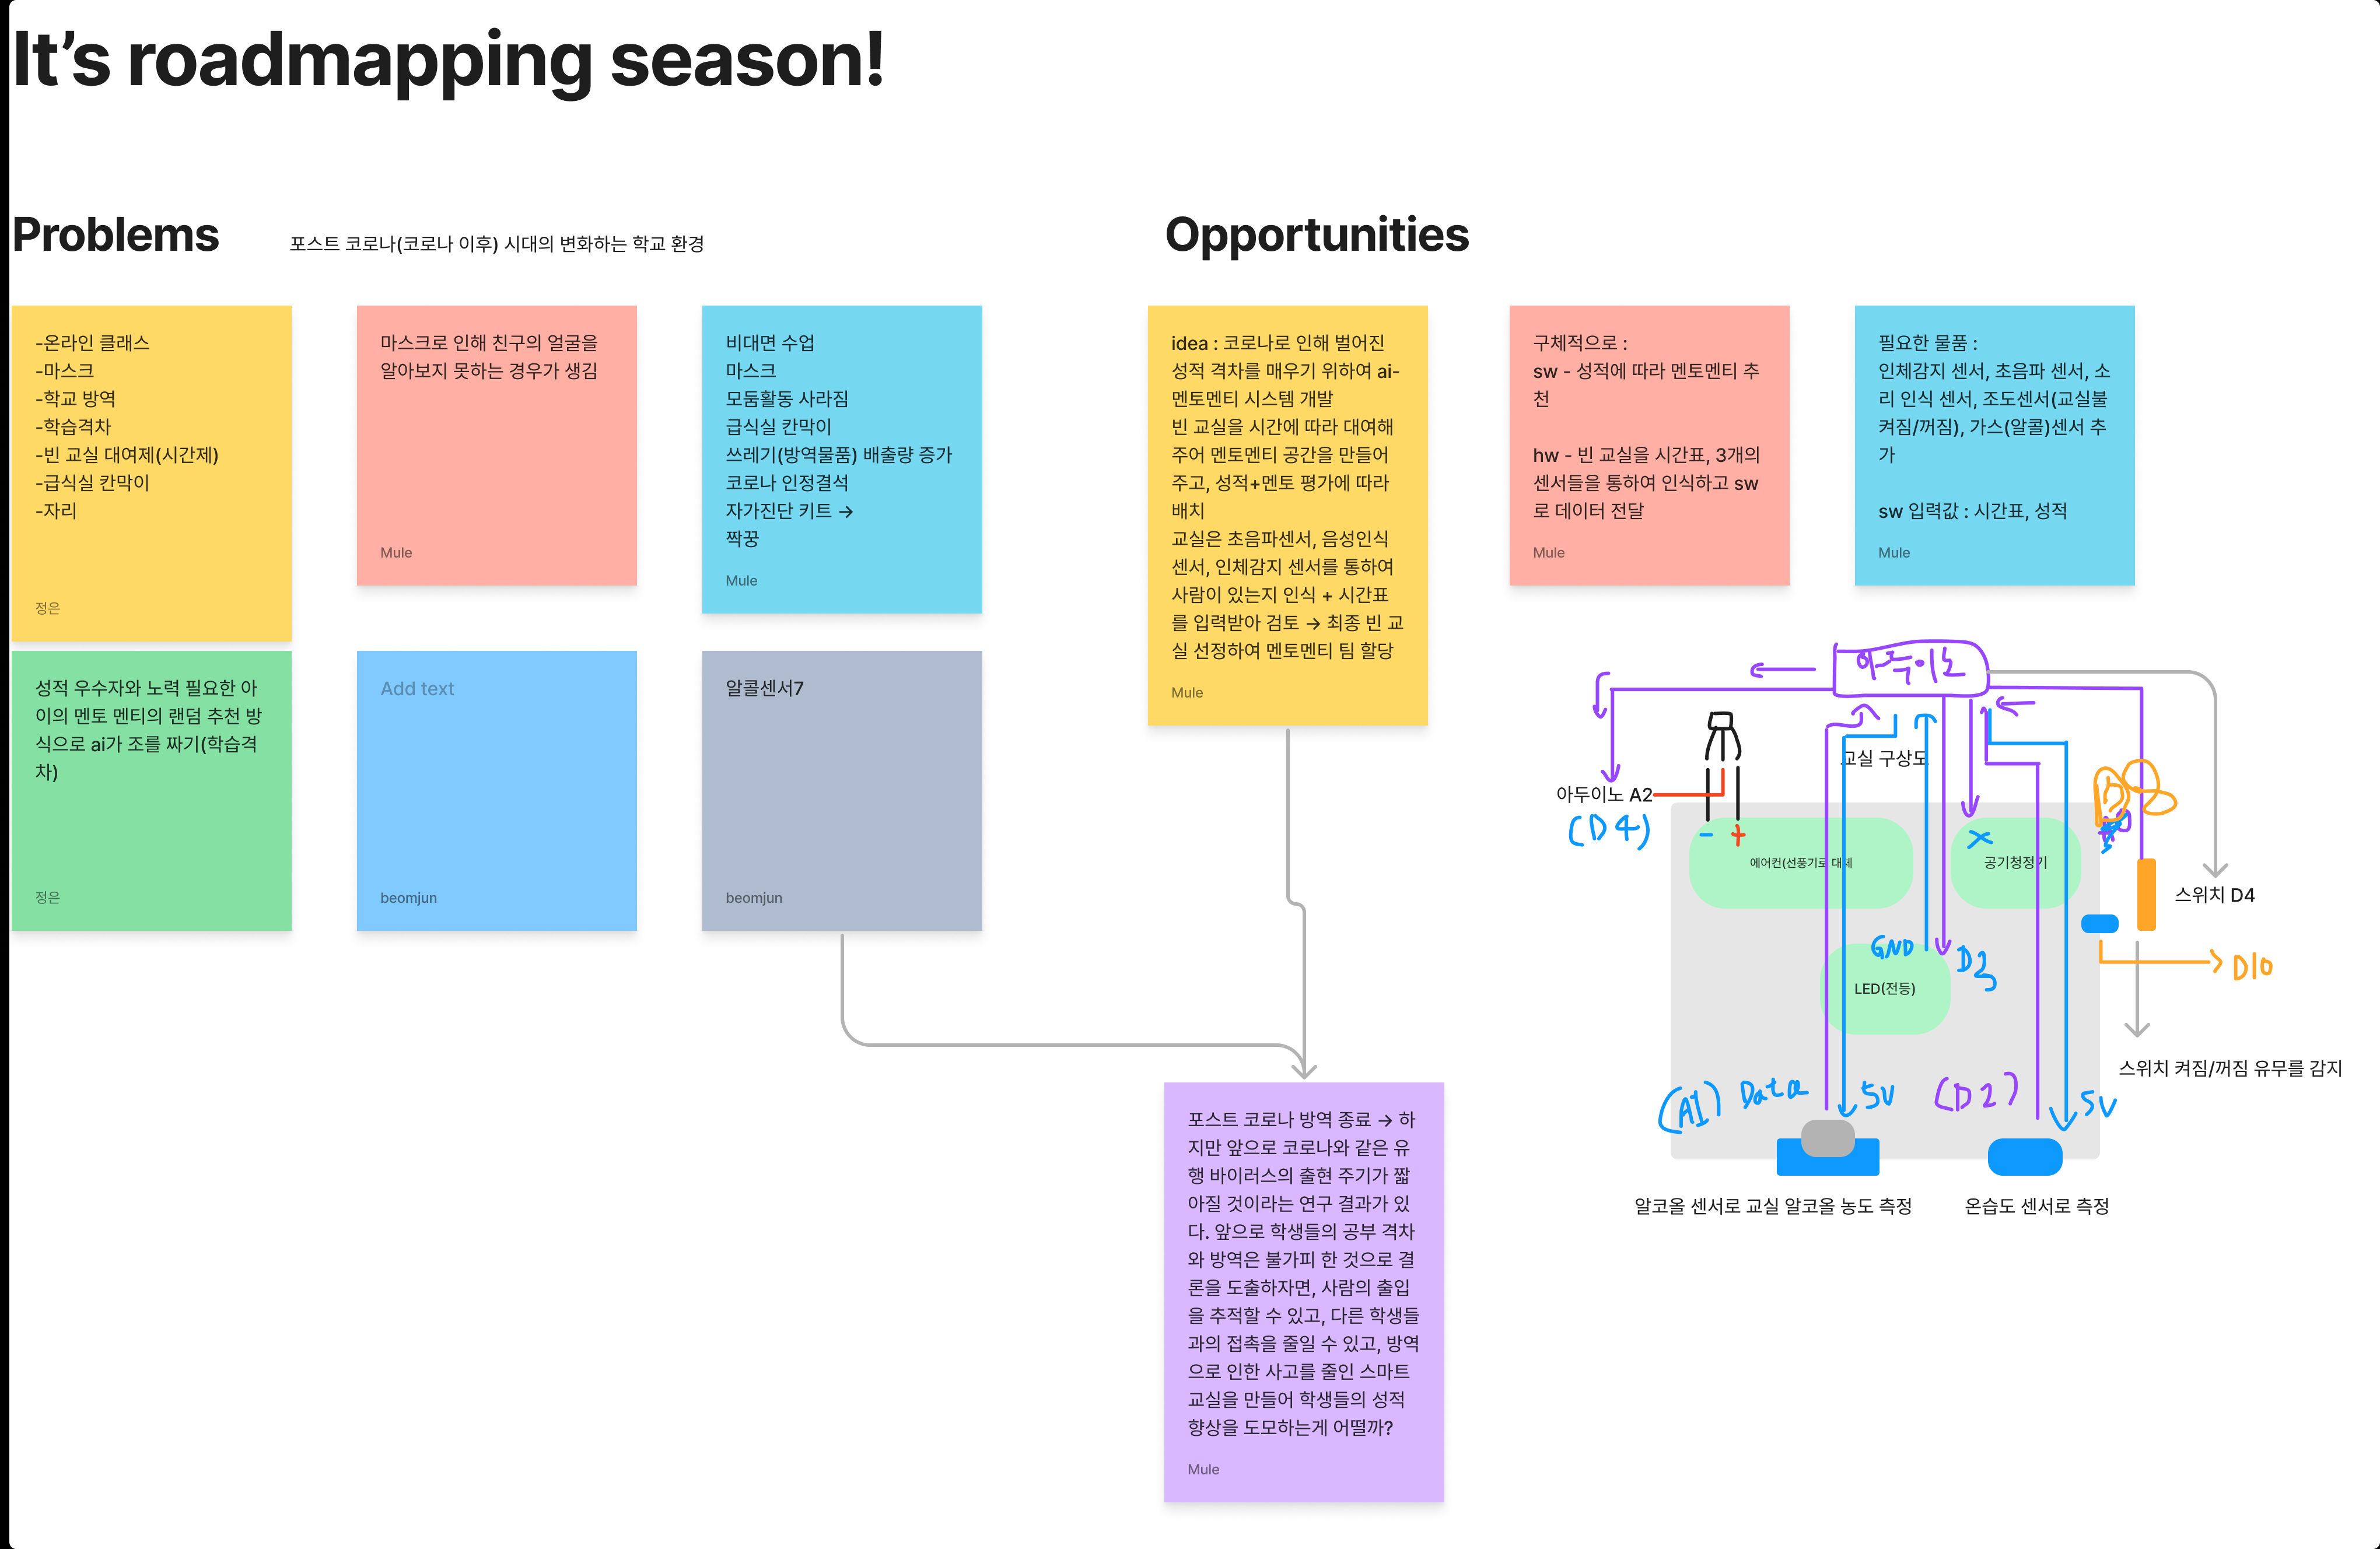 It’s roadmapping season!
Problems
포스트 코로나(코로나 이후) 시대의 변화하는 학교 환경
-온라인 클래스
-마스크
-학교 방역
-학습격차
-빈 교실 대여제(시간제)
-급식실 칸막이
-자리
정은
마스크로 인해 친구의 얼굴을
알아보지 못하는 경우가 생김
Mule
비대면 수업
마스크
모둠활동 사라짐
급식실 칸막이
쓰레기(방역물품) 배출량 증가
코로나 인정결석
자가진단 키트 →
짝꿍
Mule
성적 우수자와 노력 필요한 아
이의 멘토 멘티의 랜덤 추천 방
식으로 ai가 조를 짜기(학습격
차)
정은
Add text
beomjun
알콜센서7
beomjun
Opportunities
idea : 코로나로 인해 벌어진
성적 격차를 매우기 위하여 ai-
멘토멘티 시스템 개발
빈 교실을 시간에 따라 대여해
주어 멘토멘티 공간을 만들어
주고, 성적+멘토 평가에 따라
배치
교실은 초음파센서, 음성인식
센서, 인체감지 센서를 통하여
사람이 있는지 인식 + 시간표
를 입력받아 검토 → 최종 빈 교
실 선정하여 멘토멘티 팀 할당
Mule
구체적으로 :
sw - 성적에 따라 멘토멘티 추
천
hw - 빈 교실을 시간표, 3개의
센서들을 통하여 인식하고 sw
로 데이터 전달
Mule
필요한 물품 :
인체감지 센서, 초음파 센서, 소
리 인식 센서, 조도센서(교실불
켜짐/꺼짐), 가스(알콜)센서 추
가
sw 입력값 : 시간표, 성적
Mule
아두이노
교실 구상도
아두이노 A2
(D4)
- +
에어컨(선풍기로 대체
x
공기청정기
스위치 D4
GND
D3
LED(전등)
D10
스위치 켜짐/꺼짐 유무를 감지
(A1) Data
5V
(D2)
5V
알코올 센서로 교실 알코올 농도 측정
온습도 센서로 측정
포스트 코로나 방역 종료 → 하
지만 앞으로 코로나와 같은 유
행 바이러스의 출현 주기가 짧
아질 것이라는 연구 결과가 있
다. 앞으로 학생들의 공부 격차
와 방역은 불가피 한 것으로 결
론을 도출하자면, 사람의 출입
을 추적할 수 있고, 다른 학생들
과의 접촉을 줄일 수 있고, 방역
으로 인한 사고를 줄인 스마트
교실을 만들어 학생들의 성적
향상을 도모하는게 어떨까?
Mule